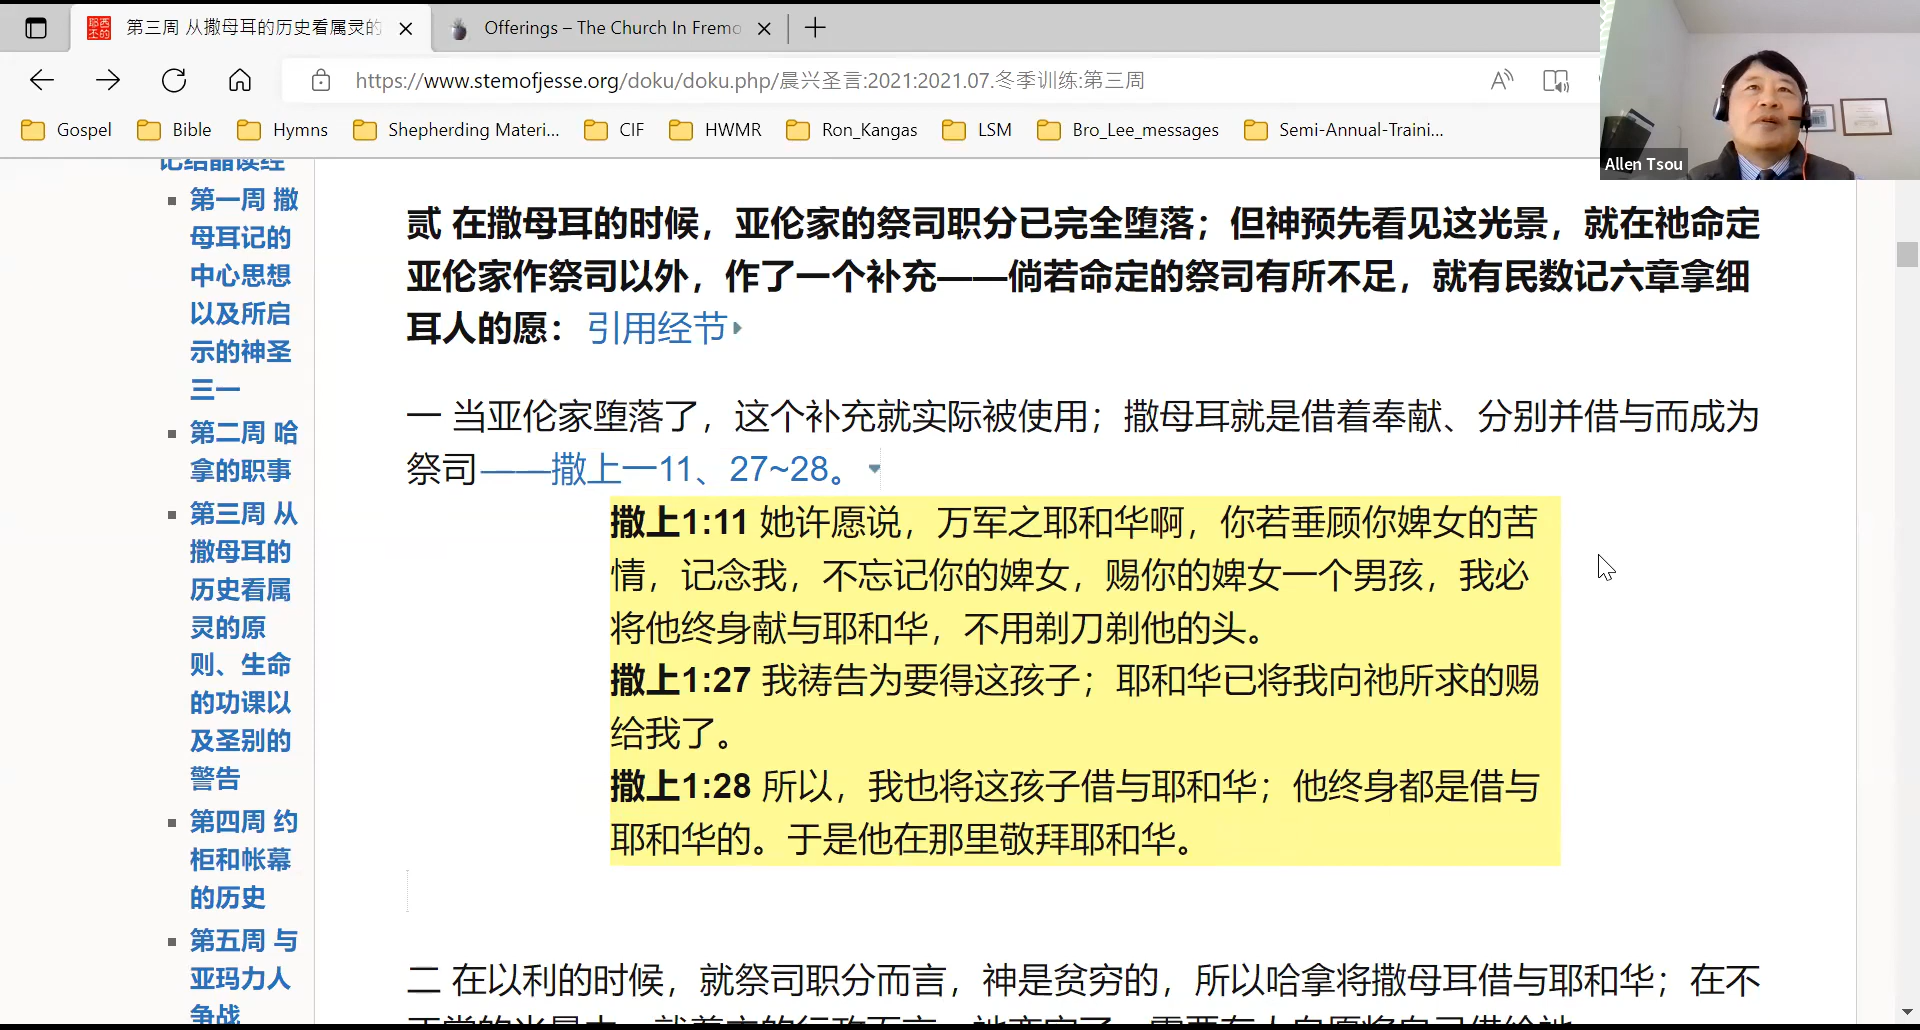 第三周 从撒母耳的历史看属灵的
Offerings – The Church In Fremo
https://www.stemofjesse.org/doku/doku.php/晨兴圣言:2021:2021.07.冬季训练:第三周
Gospel Bible Hymns Shepherding Materi... CIF HWMR Ron_Kangas LSM Bro_Lee_messages Semi-Annual-Traini...
Allen Tsou
记结晶读经
第一周 撒
母耳记的
中心思想
以及所启
示的神圣
三一
第二周 哈
拿的职事
第三周 从
撒母耳的
历史看属
灵的原
则、生命
的功课以
及圣别的
警告
第四周 约
柜和帐幕
的历史
第五周 与
亚玛力人
争战
贰 在撒母耳的时候，亚伦家的祭司职分已完全堕落；但神预先看见这光景，就在祂命定
亚伦家作祭司以外，作了一个补充——倘若命定的祭司有所不足，就有民数记六章拿细
耳人的愿： 引用经节
一 当亚伦家堕落了，这个补充就实际被使用；撒母耳就是借着奉献、分别并借与而成为
祭司——撒上一11、27~28。
撒上1:11 她许愿说，万军之耶和华啊，你若垂顾你婢女的苦
情，记念我，不忘记你的婢女，赐你的婢女一个男孩，我必
将他终身献与耶和华，不用剃刀剃他的头。
撒上1:27 我祷告为要得这孩子；耶和华已将我向祂所求的赐
给我了。
撒上1:28 所以，我也将这孩子借与耶和华；他终身都是借与
耶和华的。于是他在那里敬拜耶和华。
二 在以利的时候，就祭司职分而言，神是贫穷的，所以哈拿将撒母耳借与耶和华；在不